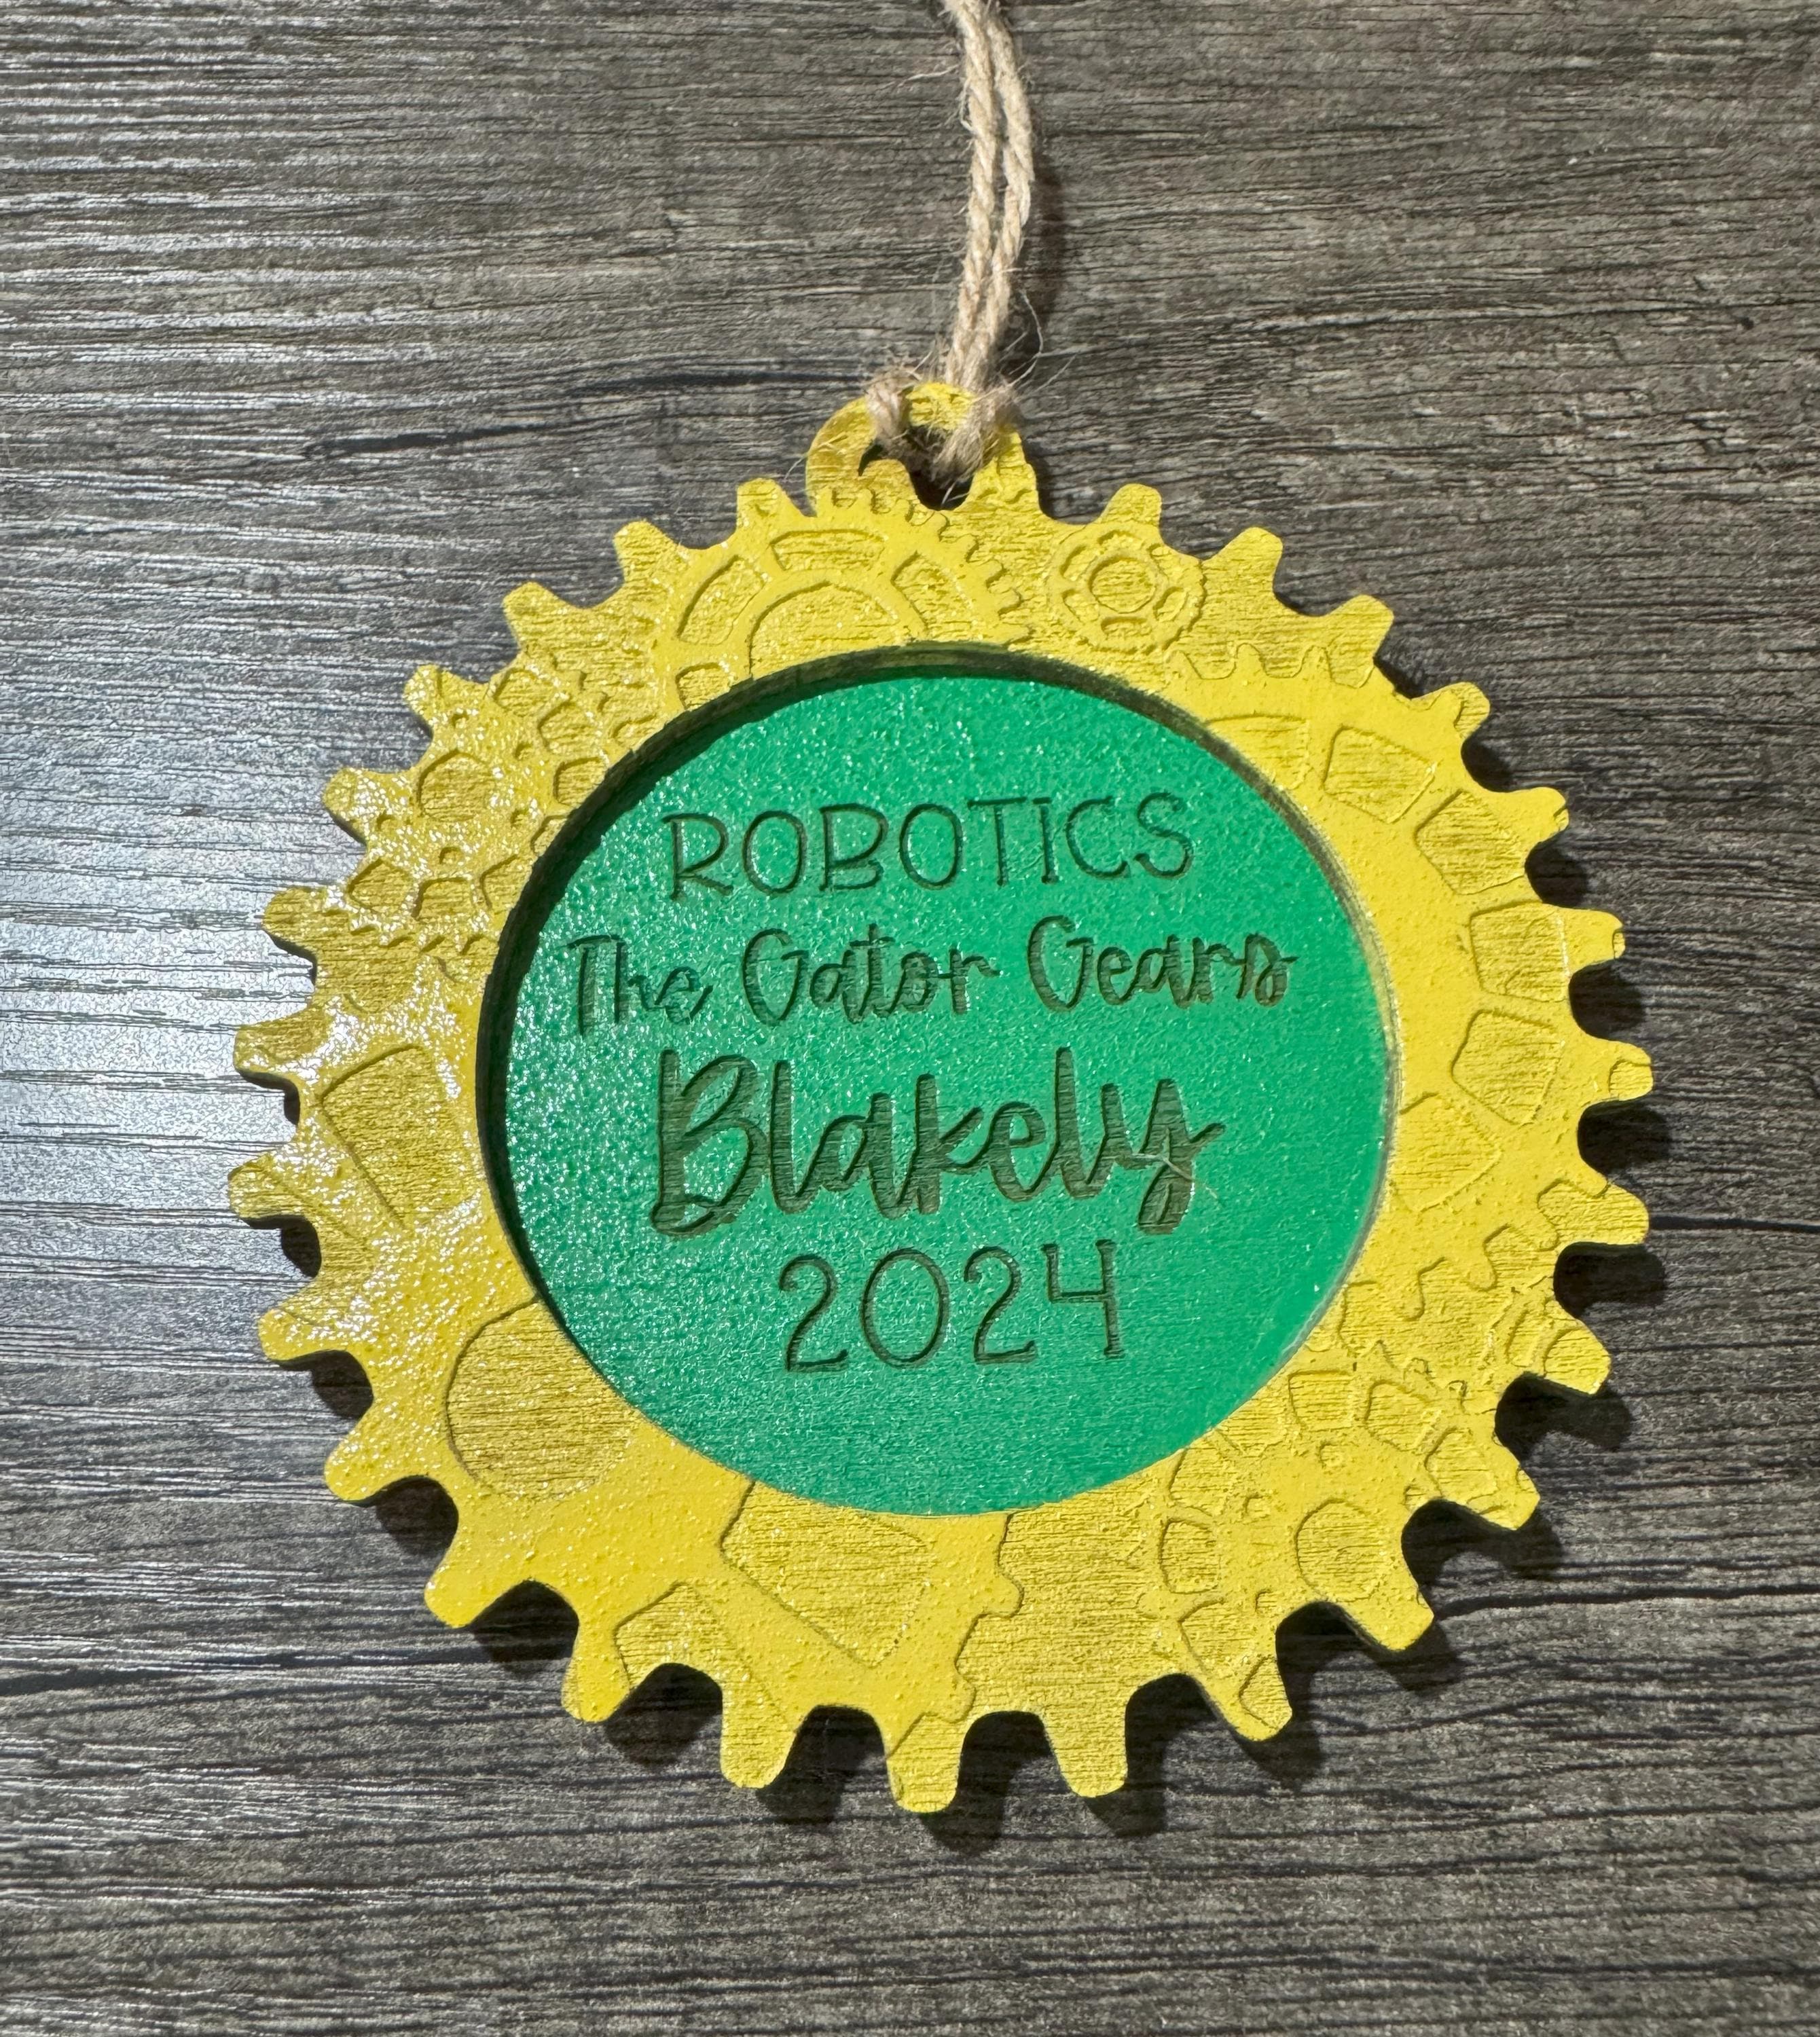 ROBOTICS
The Gator Gears
Blakely
2024